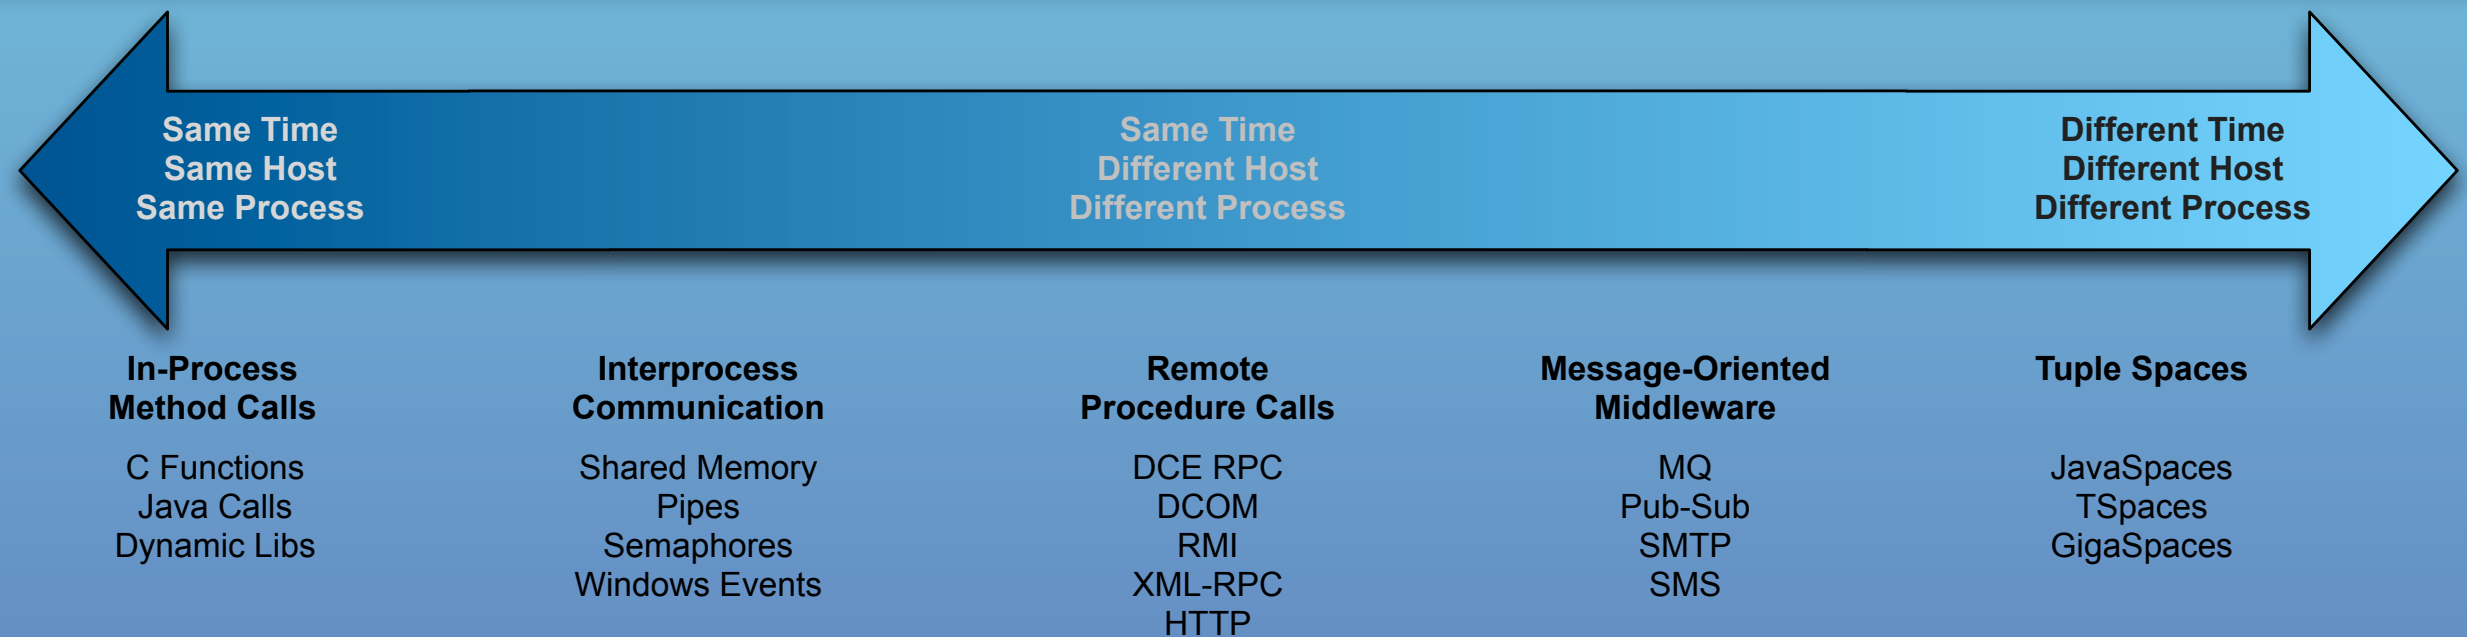 Same Time
Same Host
Same Process
Same Time
Different Host
Different Process
Different Time
Different Host
Different Process
In-Process
Method Calls
C Functions
Java Calls
Dynamic Libs
Interprocess
Communication
Shared Memory
Pipes
Semaphores
Windows Events
Remote
Procedure Calls
DCE RPC
DCOM
RMI
XML-RPC
HTTP
Message-Oriented
Middleware
MQ
Pub-Sub
SMTP
SMS
Tuple Spaces
JavaSpaces
TSpaces
GigaSpaces